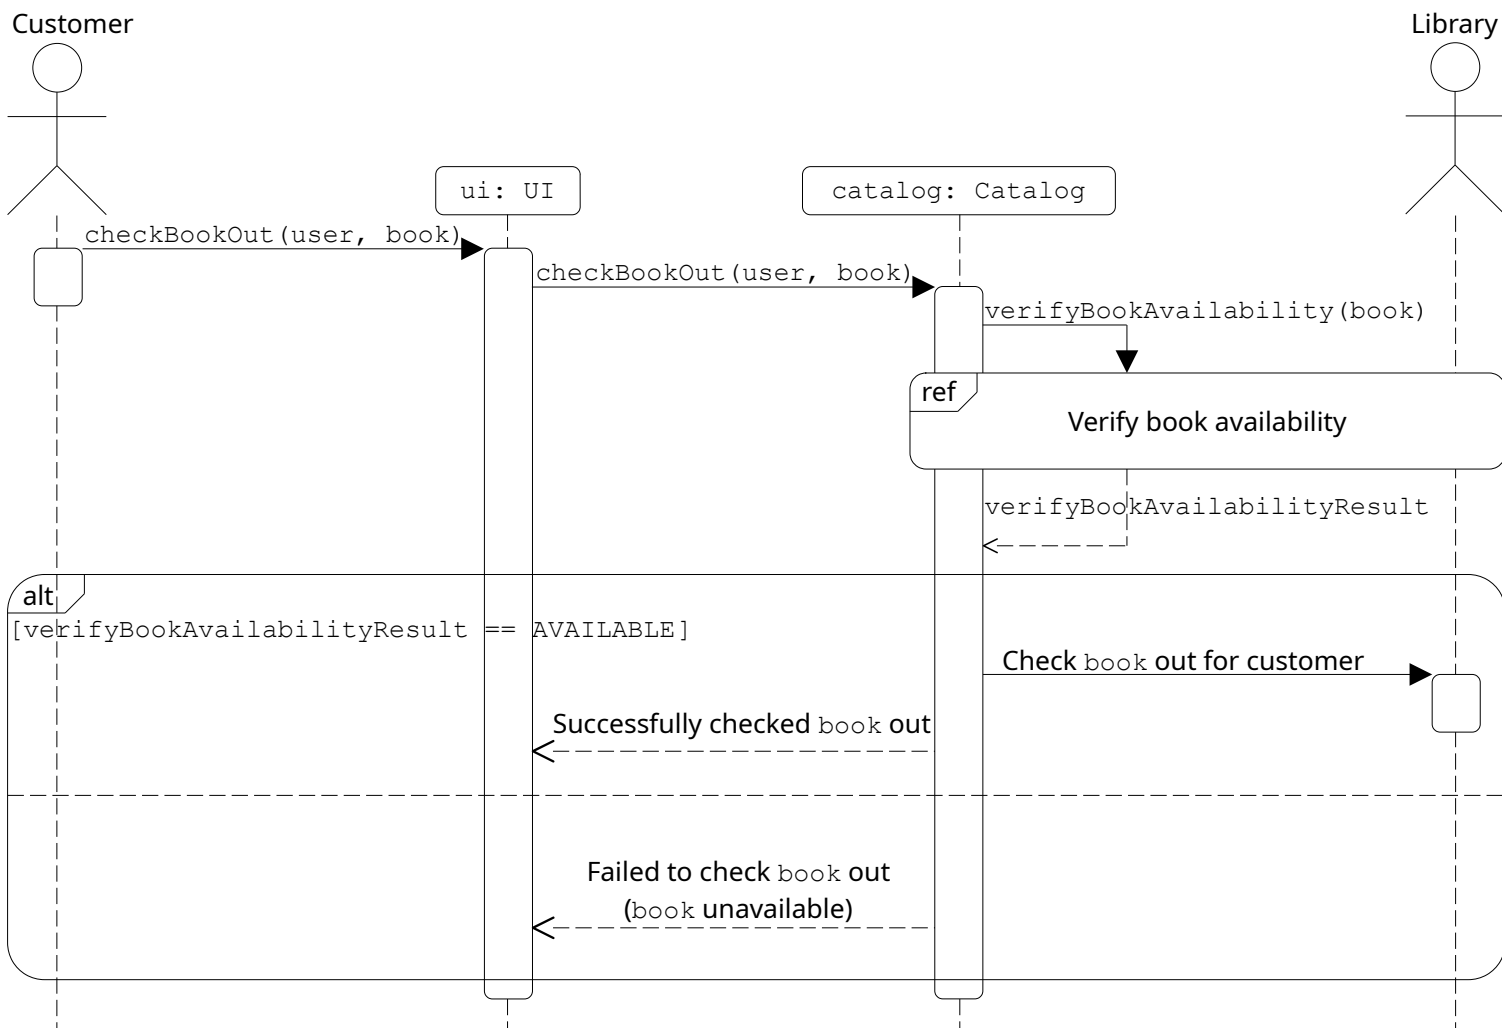 Customer
Library
ui: UI
catalog: Catalog
checkBookOut(user, book)
checkBookOut(user, book)
verifyBookAvailability(book)
ref
Verify book availability
verifyBookAvailabilityResult
alt
[verifyBookAvailabilityResult == AVAILABLE]
Check book out for customer
Successfully checked book out
Failed to check book out
(book unavailable)